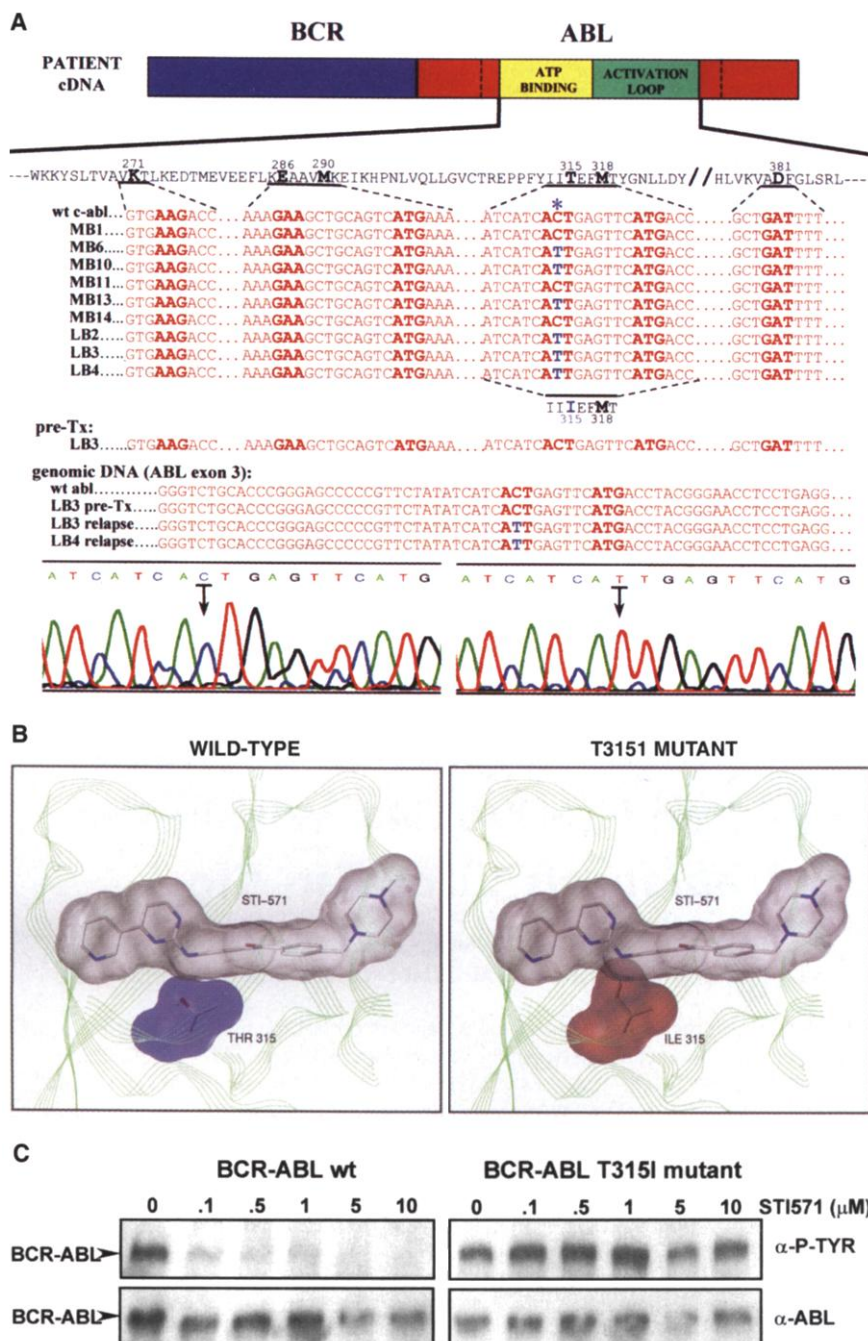 A
BCR ABL
PATIENT cDNA
ATP BINDING
ACTIVATION LOOP
271 286 290 315 318 381
---WKKYSLTVAVKTLKEDTMEVEEFLKEAAVMKEIKHPNLVQLLGVCTREPPFYIITEFMTYGNLLDY // HLVKVADFGLSRL---
*
wt c-abl GTGAAGACC... AAAGAAGCTGCAGTCATGAAA ....ATCATCACTGAGTTCATGACC.....GCTGATTTT....
MB1.......GTGAAGACC... AAAGAAGCTGCAGTCATGAAA ....ATCATCACTGAGTTCATGACC.....GCTGATTTT....
MB6.......GTGAAGACC... AAAGAAGCTGCAGTCATGAAA ....ATCATCATTGAGTTCATGACC.....GCTGATTTT....
MB10....GTGAAGACC... AAAGAAGCTGCAGTCATGAAA ....ATCATCATTGAGTTCATGACC.....GCTGATTTT....
MB11....GTGAAGACC... AAAGAAGCTGCAGTCATGAAA ....ATCATCACTGAGTTCATGACC.....GCTGATTTT....
MB13....GTGAAGACC... AAAGAAGCTGCAGTCATGAAA ....ATCATCATTGAGTTCATGACC.....GCTGATTTT....
MB14....GTGAAGACC... AAAGAAGCTGCAGTCATGAAA ....ATCATCACTGAGTTCATGACC.....GCTGATTTT....
LB2.......GTGAAGACC... AAAGAAGCTGCAGTCATGAAA ....ATCATCATTGAGTTCATGACC.....GCTGATTTT....
LB3.......GTGAAGACC... AAAGAAGCTGCAGTCATGAAA ....ATCATCATTGAGTTCATGACC.....GCTGATTTT....
LB4.......GTGAAGACC... AAAGAAGCTGCAGTCATGAAA ....ATCATCATTGAGTTCATGACC.....GCTGATTTT....
IIIEFMT
315 318
pre-Tx:
LB3.......GTGAAGACC... AAAGAAGCTGCAGTCATGAAA ....ATCATCACTGAGTTCATGACC.....GCTGATTTT....
genomic DNA (ABL exon 3):
wt abl............GGGTCTGCACCCGGGAGCCCCCGTTCTATATCATCACTGAGTTCATGACCTACGGGAACCTCCTGAGG...
LB3 pre-Tx......GGGTCTGCACCCGGGAGCCCCCGTTCTATATCATCACTGAGTTCATGACCTACGGGAACCTCCTGAGG...
LB3 relapse......GGGTCTGCACCCGGGAGCCCCCGTTCTATATCATCATTGAGTTCATGACCTACGGGAACCTCCTGAGG...
LB4 relapse......GGGTCTGCACCCGGGAGCCCCCGTTCTATATCATCATTGAGTTCATGACCTACGGGAACCTCCTGAGG...
A T C A T C A C T G A G T T C A T G
A T C A T C A T T G A G T T C A T G
B
WILD-TYPE
STI-571
THR 315
T3151 MUTANT
STI-571
ILE 315
C
BCR-ABL wt
BCR-ABL T315I mutant
0 .1 .5 1 5 10
0 .1 .5 1 5 10
STI571 (µM)
BCR-ABL
α-P-TYR
BCR-ABL
α-ABL